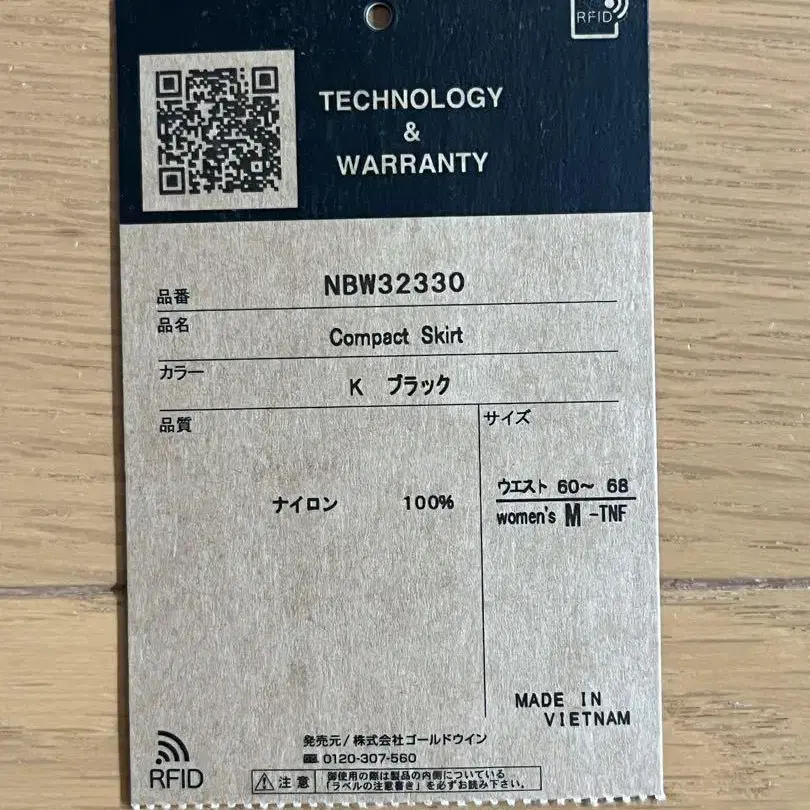 RFID
TECHNOLOGY
&
WARRANTY
品番 NBW32330
品名 Compact Skirt
カラー K ブラック
品質
ナイロン 100%
サイズ
ウエスト 60〜 68
women's M -TNF
MADE IN
VIETNAM
発売元/株式会社ゴールドウイン
0120-307-560
RFID
注意
御使用の際は製品の内側についている
「ラベルの注意書き」を必ずお読み下さい。